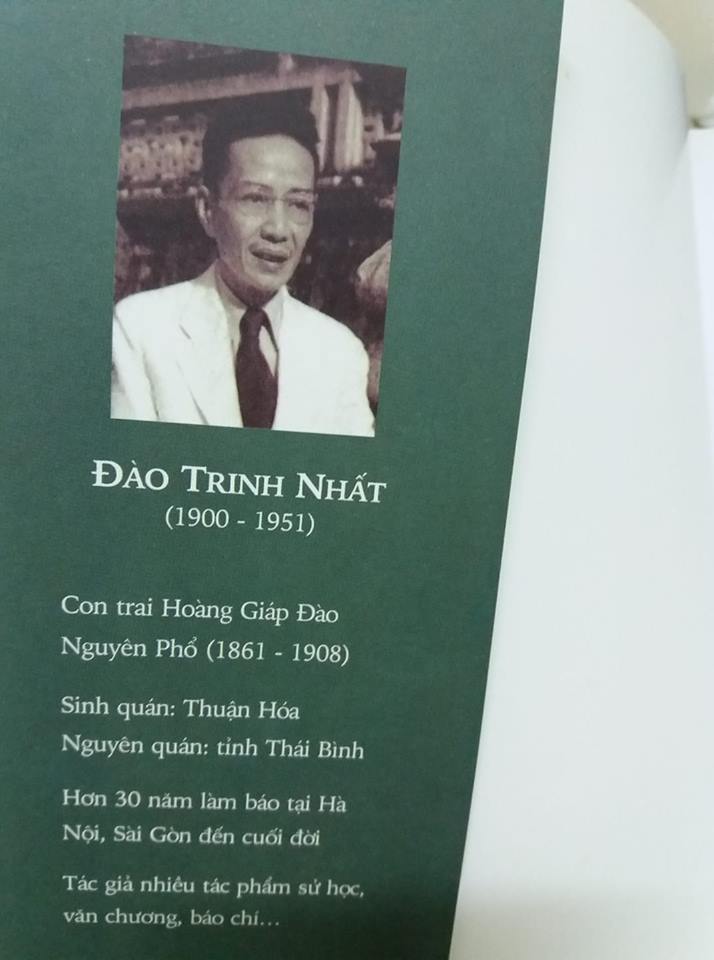 ĐÀO TRINH NHẤT
(1900 - 1951)
Con trai Hoàng Giáp Đào
Nguyên Phổ (1861 - 1908)
Sinh quán: Thuận Hóa
Nguyên quán: tỉnh Thái Bình
Hơn 30 năm làm báo tại Hà
Nội, Sài Gòn đến cuối đời
Tác giả nhiều tác phẩm sử học,
văn chương, báo chí...